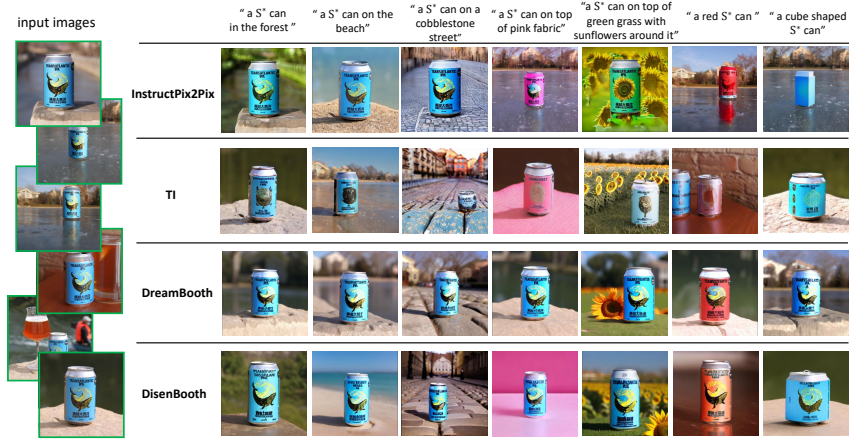 input images
“ a S* can
in the forest ”
“ a S* can on the
beach”
“ a S* can on a
cobblestone
street”
“ a S* can on top
of pink fabric”
“a S* can on top of
green grass with
sunflowers around it”
“ a red S* can ”
“ a cube shaped
S* can”
InstructPix2Pix
TI
DreamBooth
DisenBooth